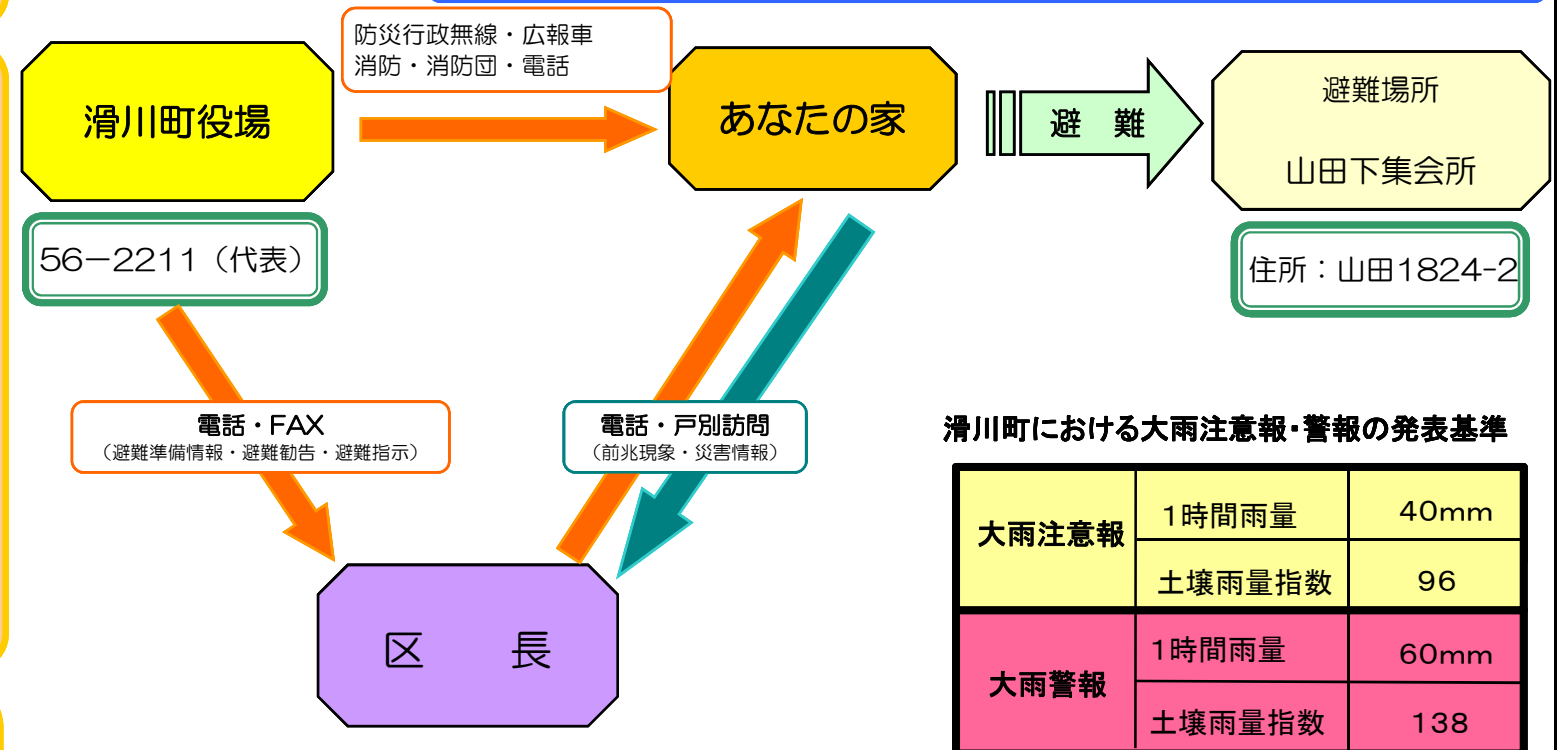 防災行政無線・広報車
消防・消防団・電話
滑川町役場
あなたの家
避　難
避難場所
山田下集会所
56－2211（代表）
住所：山田1824-2
電話・FAX
（避難準備情報・避難勧告・避難指示）
電話・戸別訪問
（前兆現象・災害情報）
区　　長
滑川町における大雨注意報・警報の発表基準
大雨注意報
1時間雨量
40mm
土壌雨量指数
96
大雨警報
1時間雨量
60mm
土壌雨量指数
138